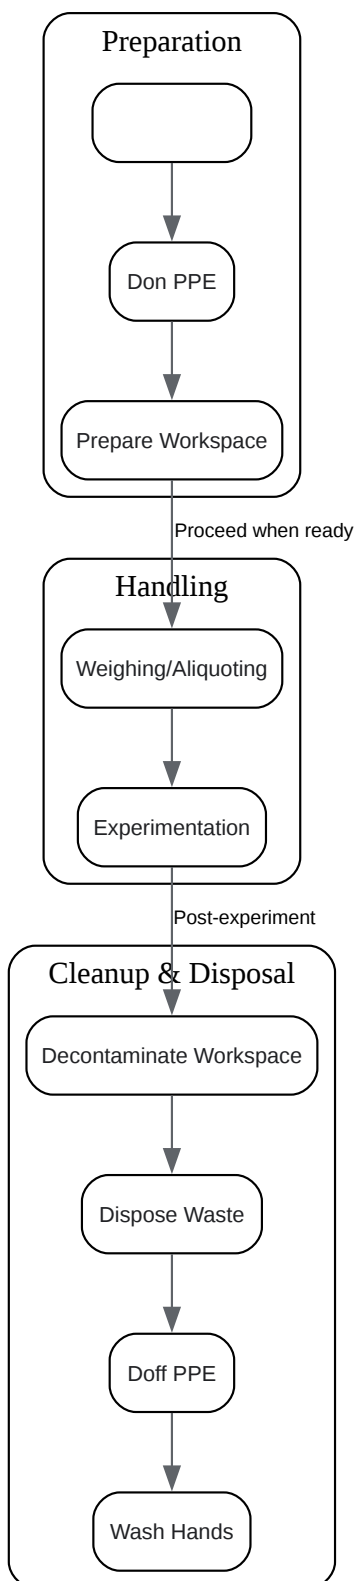 Preparation
Don PPE
Prepare Workspace
Proceed when ready
Handling
Weighing/Aliquoting
Experimentation
Post-experiment
Cleanup & Disposal
Decontaminate Workspace
Dispose Waste
Doff PPE
Wash Hands